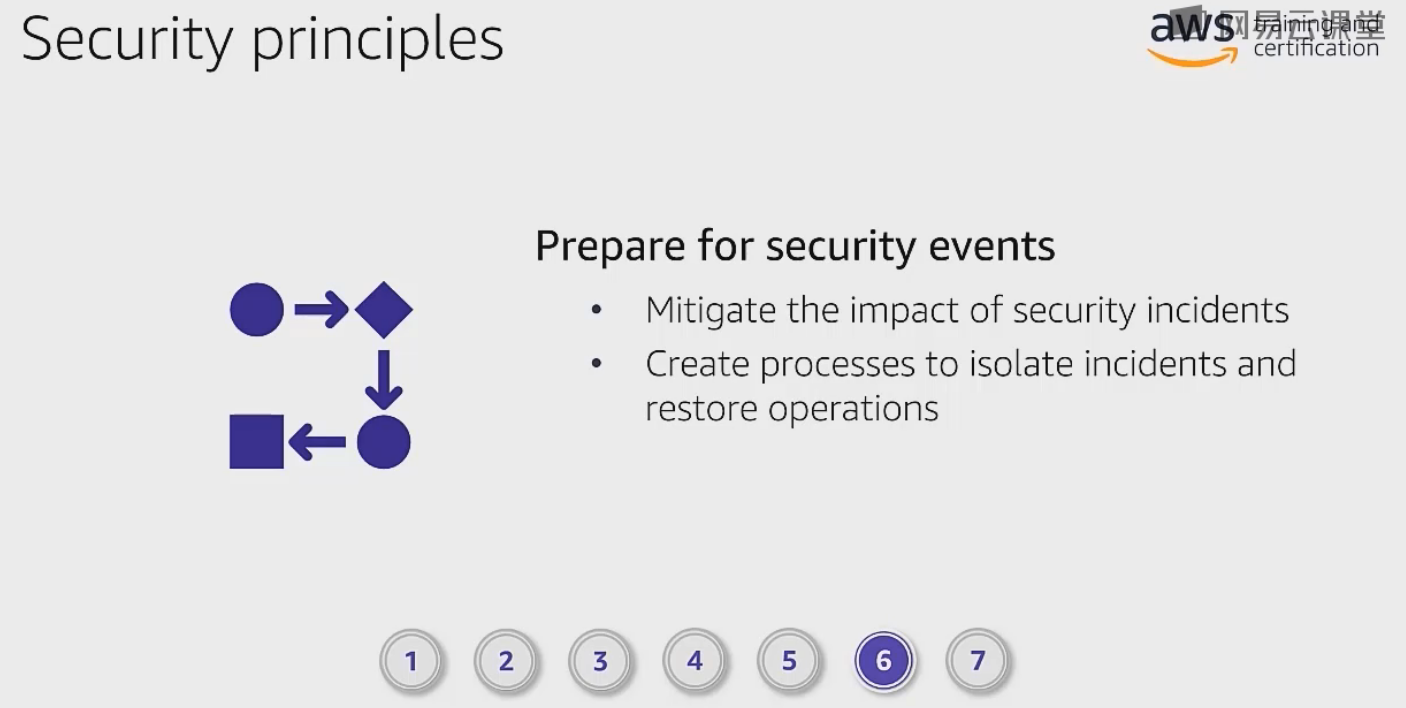 Security principles
aws training and certification
网易云课堂
Prepare for security events
• Mitigate the impact of security incidents
• Create processes to isolate incidents and
restore operations
1 2 3 4 5 6 7